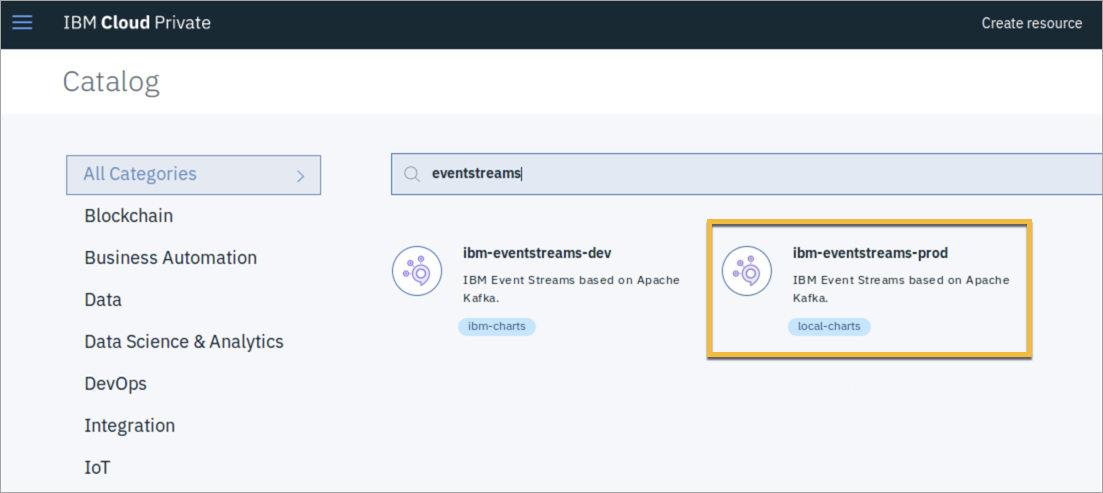 IBM Cloud Private
Create resource
Catalog
All Categories
Blockchain
Business Automation
Data
Data Science & Analytics
DevOps
Integration
IoT
eventstreams
ibm-eventstreams-dev
IBM Event Streams based on Apache
Kafka.
ibm-charts
ibm-eventstreams-prod
IBM Event Streams based on Apache
Kafka.
local-charts